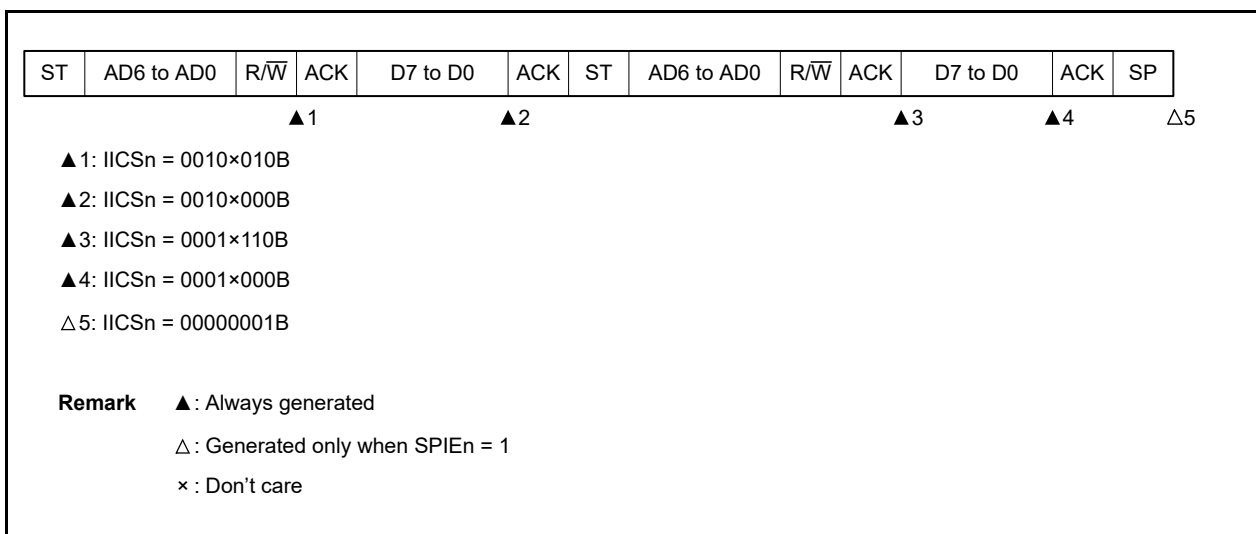 ST AD6 to AD0 R/W̅ ACK D7 to D0 ACK ST AD6 to AD0 R/W̅ ACK D7 to D0 ACK SP
▲1 ▲2 ▲3 ▲4 △5
▲1: IICSn = 0010×010B
▲2: IICSn = 0010×000B
▲3: IICSn = 0001×110B
▲4: IICSn = 0001×000B
△5: IICSn = 00000001B
Remark ▲: Always generated
△: Generated only when SPIEn = 1
×: Don't care